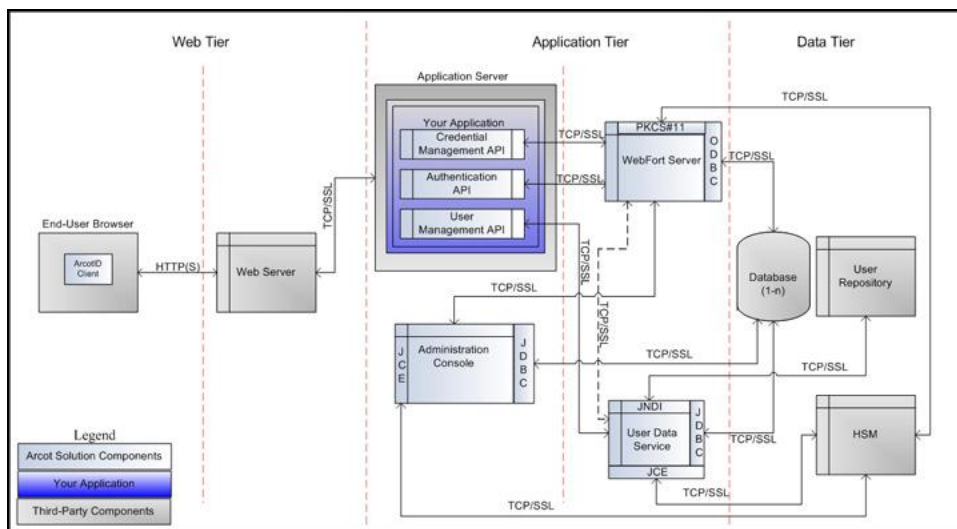 Web Tier
Application Tier
Data Tier
Application Server
TCP/SSL
Your Application
PKCS#11
Credential
Management API
TCP/SSL
WebFort Server
ODBC
TCP/SSL
Authentication
API
TCP/SSL
TCP/SSL
User
Management API
End-User Browser
ArcotID
Client
HTTP(S)
Web Server
TCP/SSL
TCP/SSL
TCP/SSL
TCP/SSL
Database
(1-n)
User
Repository
JCE
Administration
Console
JDBC
TCP/SSL
JNDI
User Data
Service
JDBC
JCE
TCP/SSL
HSM
TCP/SSL
TCP/SSL
Legend
Arcot Solution Components
Your Application
Third-Party Components